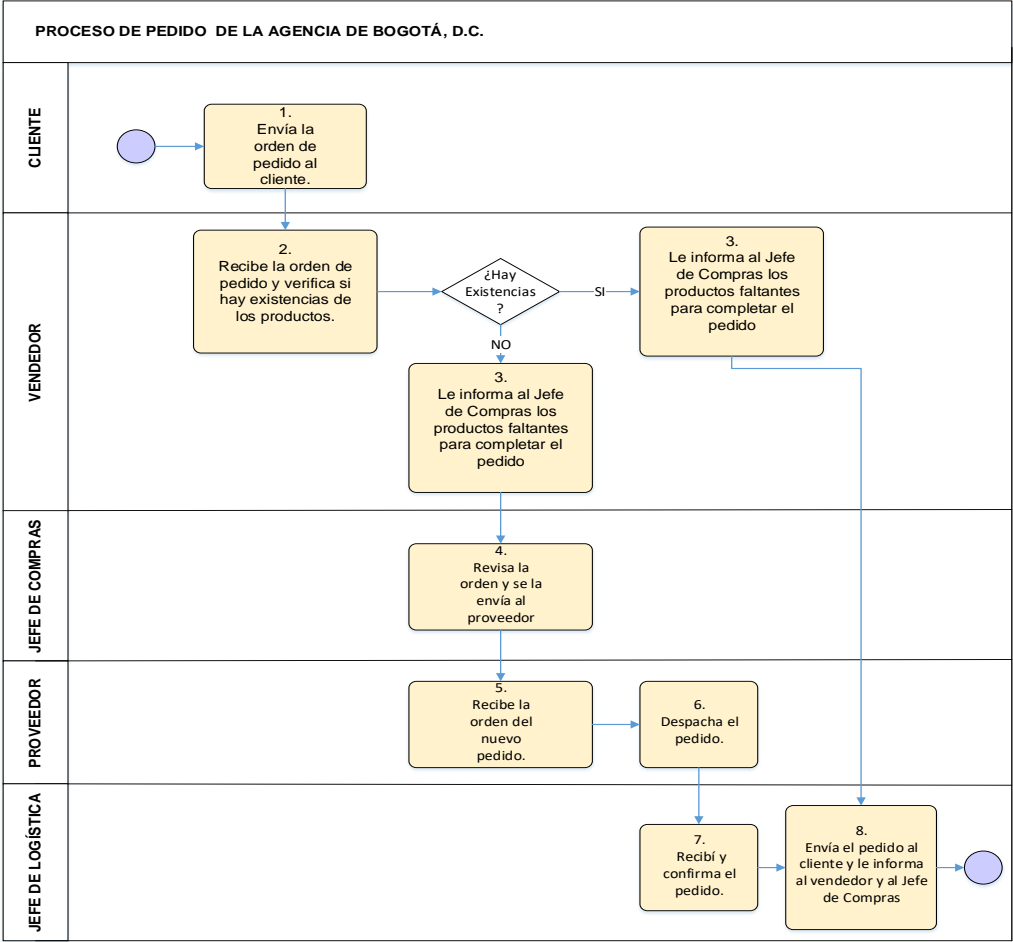 PROCESO DE PEDIDO DE LA AGENCIA DE BOGOTÁ, D.C.
CLIENTE
1.
Envía la
orden de
pedido al
cliente.
VENDEDOR
2.
Recibe la orden de
pedido y verifica si
hay existencias de
los productos.
¿Hay
Existencias
?
SI
3.
Le informa al Jefe
de Compras los
productos faltantes
para completar el
pedido
NO
3.
Le informa al Jefe
de Compras los
productos faltantes
para completar el
pedido
JEFE DE COMPRAS
4.
Revisa la
orden y se la
envía al
proveedor
PROVEEDOR
5.
Recibe la
orden del
nuevo
pedido.
6.
Despacha el
pedido.
JEFE DE LOGÍSTICA
7.
Recibí y
confirma el
pedido.
8.
Envía el pedido al
cliente y le informa
al vendedor y al Jefe
de Compras